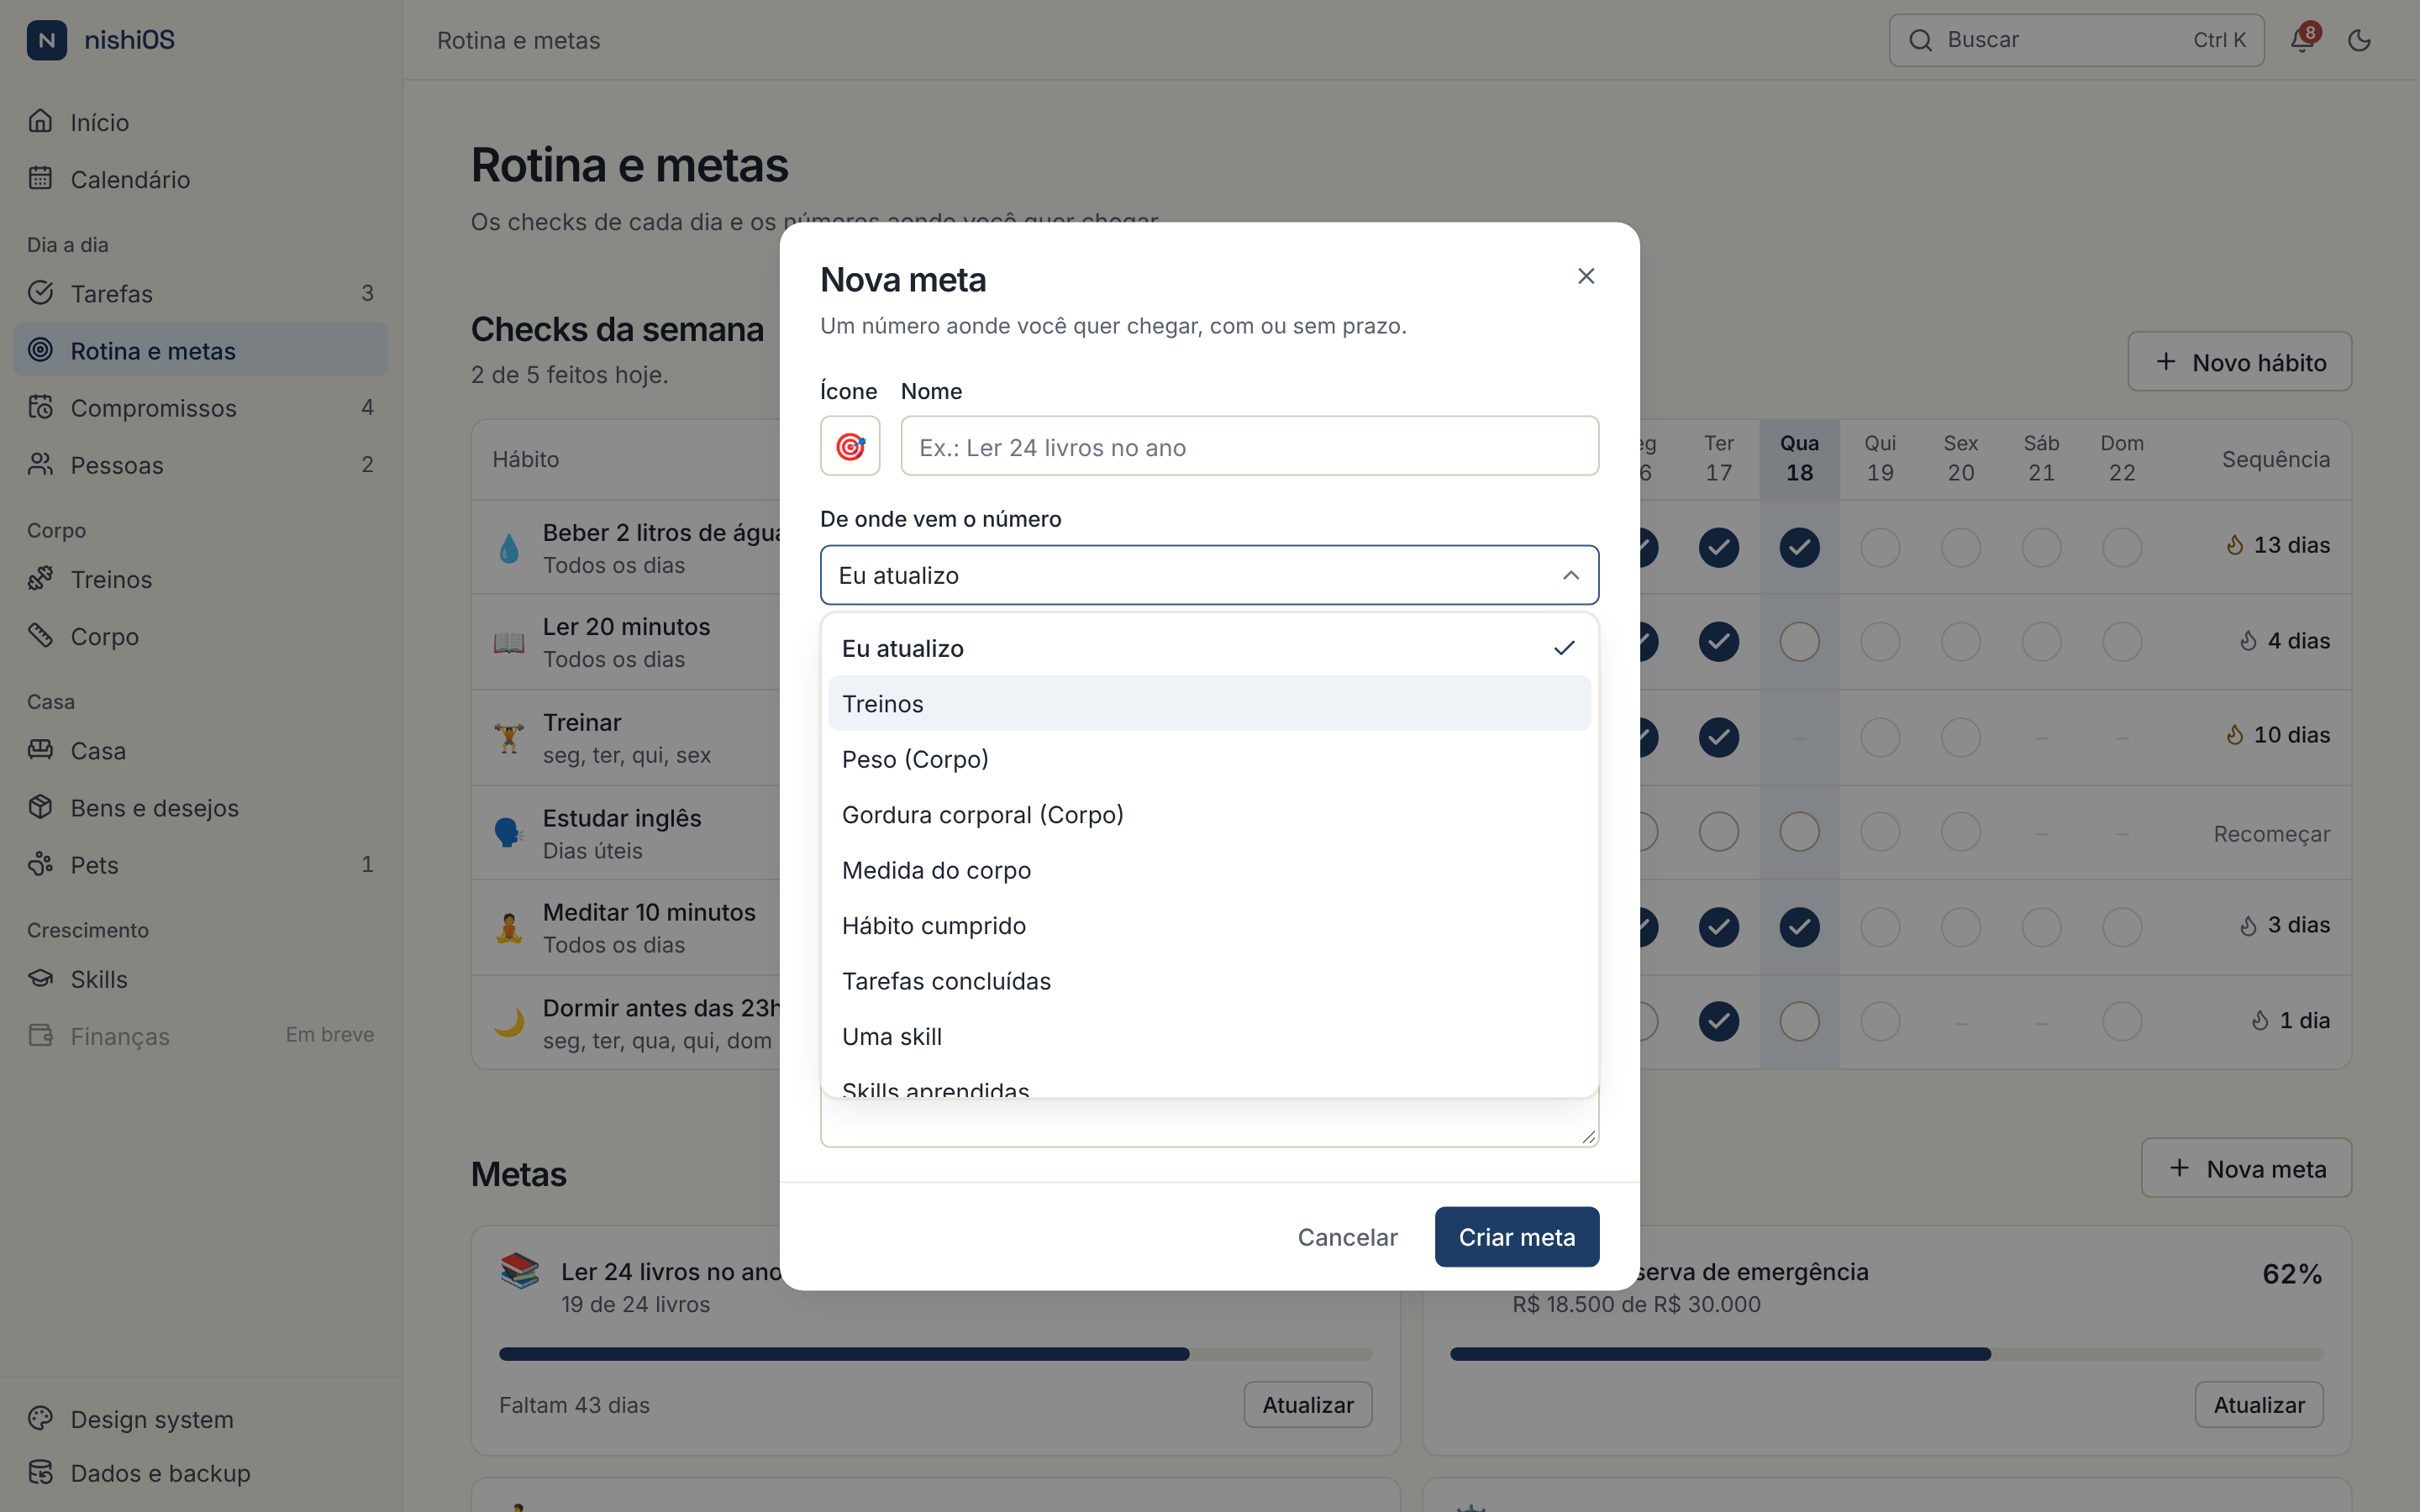 N nishiOS
Rotina e metas
Buscar Ctrl K
8
Início
Calendário
Dia a dia
Tarefas 3
Rotina e metas
Compromissos 4
Pessoas 2
Corpo
Treinos
Corpo
Casa
Casa
Bens e desejos
Pets 1
Crescimento
Skills
Finanças Em breve
Design system
Dados e backup
Rotina e metas
Os checks de cada dia e os números aonde você quer chegar
Checks da semana
2 de 5 feitos hoje.
Novo hábito
Hábito
Ter
17
Qua
18
Qui
19
Sex
20
Sáb
21
Dom
22
Sequência
Beber 2 litros de água
Todos os dias
13 dias
Ler 20 minutos
Todos os dias
4 dias
Treinar
seg, ter, qui, sex
10 dias
Estudar inglês
Dias úteis
Recomeçar
Meditar 10 minutos
Todos os dias
3 dias
Dormir antes das 23h
seg, ter, qua, qui, dom
1 dia
Nova meta
Um número aonde você quer chegar, com ou sem prazo.
Ícone Nome
Ex.: Ler 24 livros no ano
De onde vem o número
Eu atualizo
Eu atualizo
Treinos
Peso (Corpo)
Gordura corporal (Corpo)
Medida do corpo
Hábito cumprido
Tarefas concluídas
Uma skill
Skills aprendidas
Cancelar
Criar meta
Metas
Nova meta
Ler 24 livros no ano
19 de 24 livros
Faltam 43 dias
Atualizar
serva de emergência
R$ 18.500 de R$ 30.000
62%
Atualizar